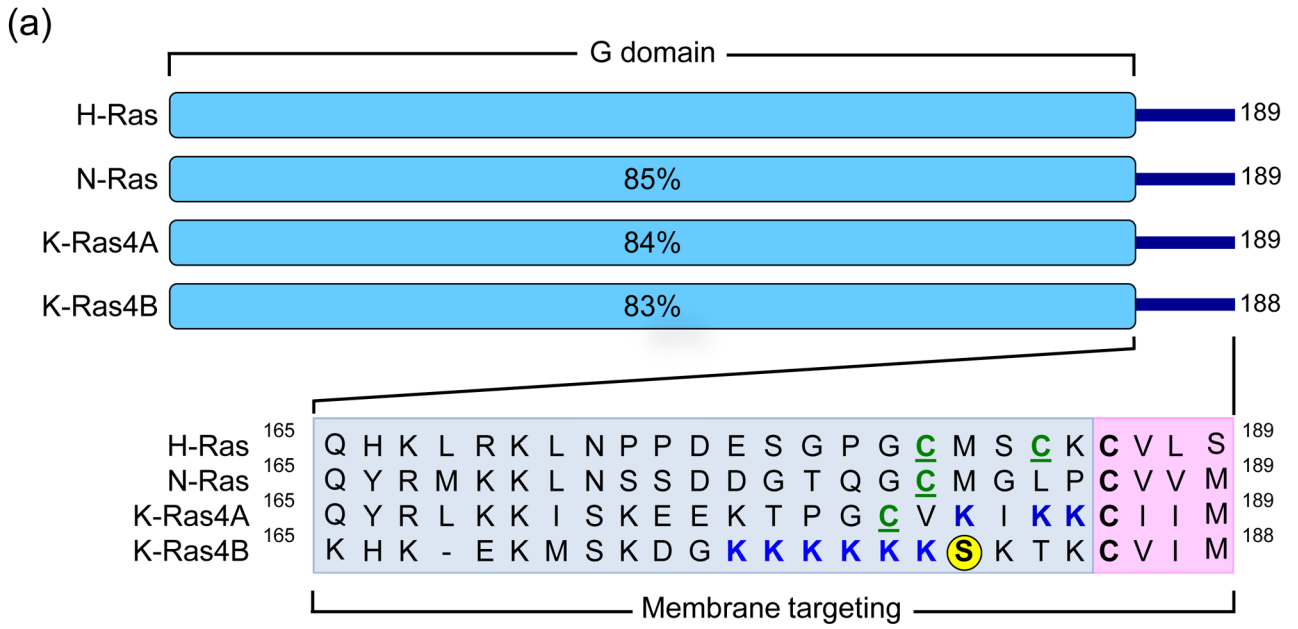 (a)
G domain
H-Ras 189
N-Ras 85% 189
K-Ras4A 84% 189
K-Ras4B 83% 188
H-Ras 165 Q H K L R K L N P P D E S G P G C M S C K C V L S 189
N-Ras 165 Q Y R M K K L N S S D D G T Q G C M G L P C V V M 189
K-Ras4A 165 Q Y R L K K I S K E E K T P G C V K I K K C I I M 189
K-Ras4B 165 K H K - E K M S K D G K K K K K K S K T K C V I M 188
Membrane targeting